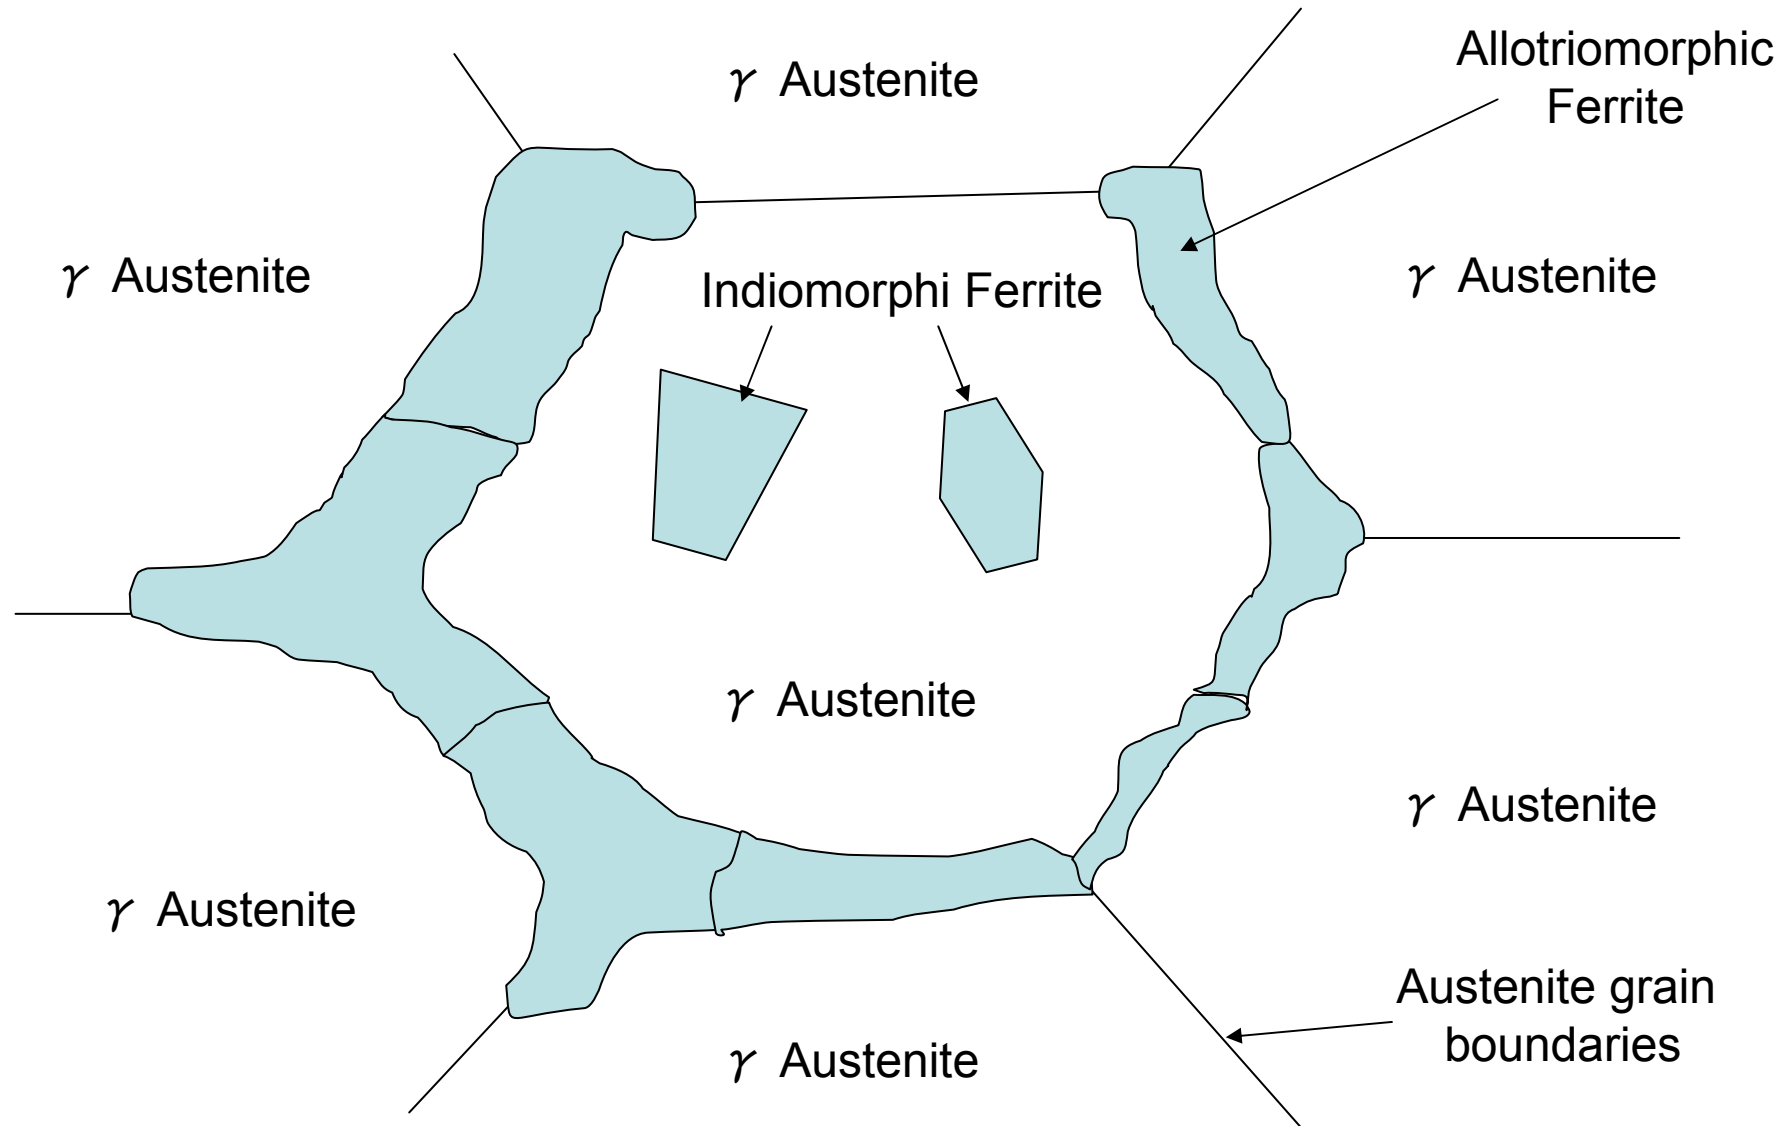 Allotriomorphic
Ferrite
γ Austenite
γ Austenite
γ Austenite
Indiomorphi Ferrite
γ Austenite
γ Austenite
γ Austenite
Austenite grain
boundaries
γ Austenite